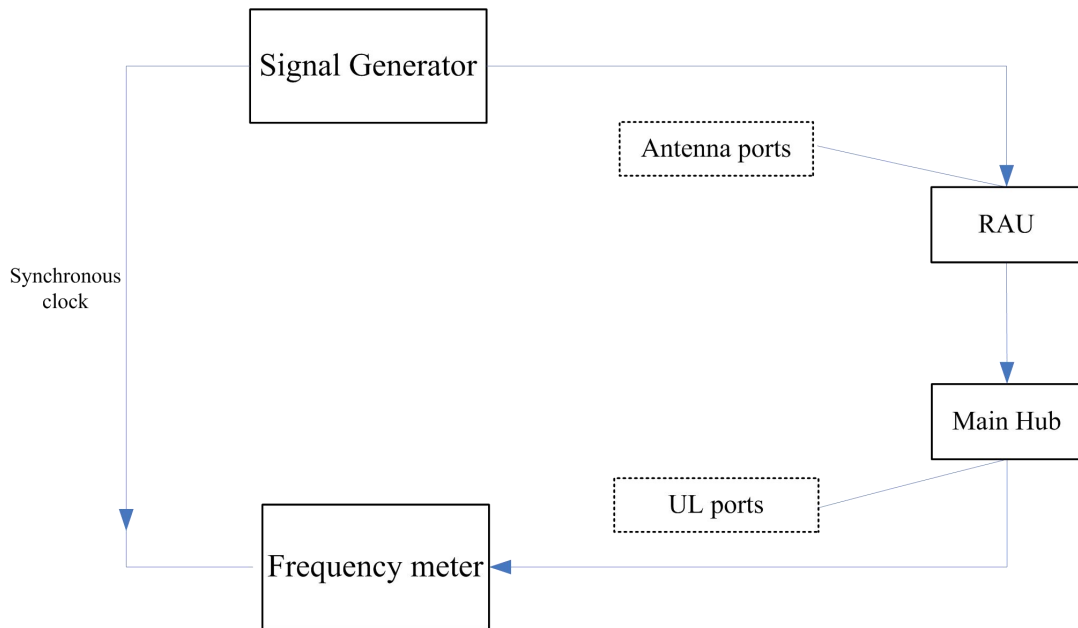 Signal Generator
Antenna ports
RAU
Synchronous
clock
Main Hub
UL ports
Frequency meter